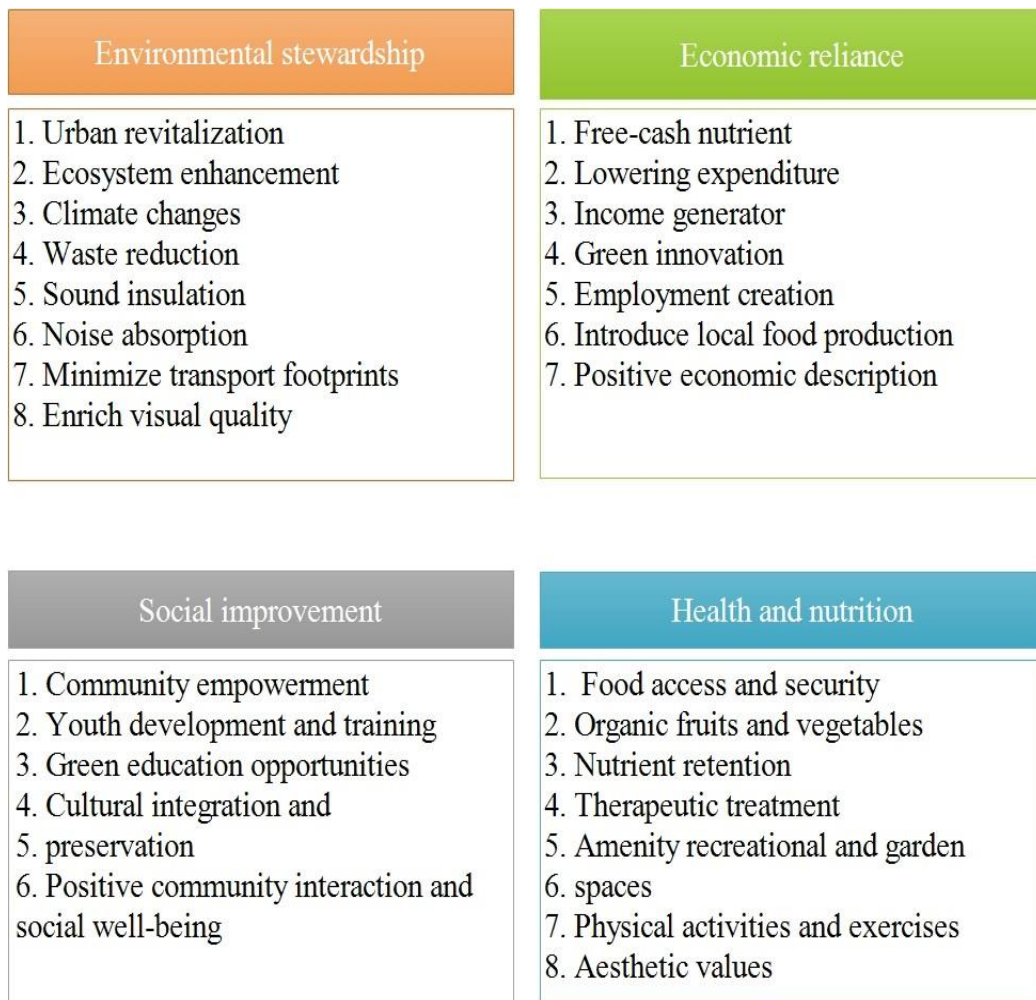 Environmental stewardship
1. Urban revitalization
2. Ecosystem enhancement
3. Climate changes
4. Waste reduction
5. Sound insulation
6. Noise absorption
7. Minimize transport footprints
8. Enrich visual quality
Economic reliance
1. Free-cash nutrient
2. Lowering expenditure
3. Income generator
4. Green innovation
5. Employment creation
6. Introduce local food production
7. Positive economic description
Social improvement
1. Community empowerment
2. Youth development and training
3. Green education opportunities
4. Cultural integration and
5. preservation
6. Positive community interaction and
social well-being
Health and nutrition
1. Food access and security
2. Organic fruits and vegetables
3. Nutrient retention
4. Therapeutic treatment
5. Amenity recreational and garden
6. spaces
7. Physical activities and exercises
8. Aesthetic values